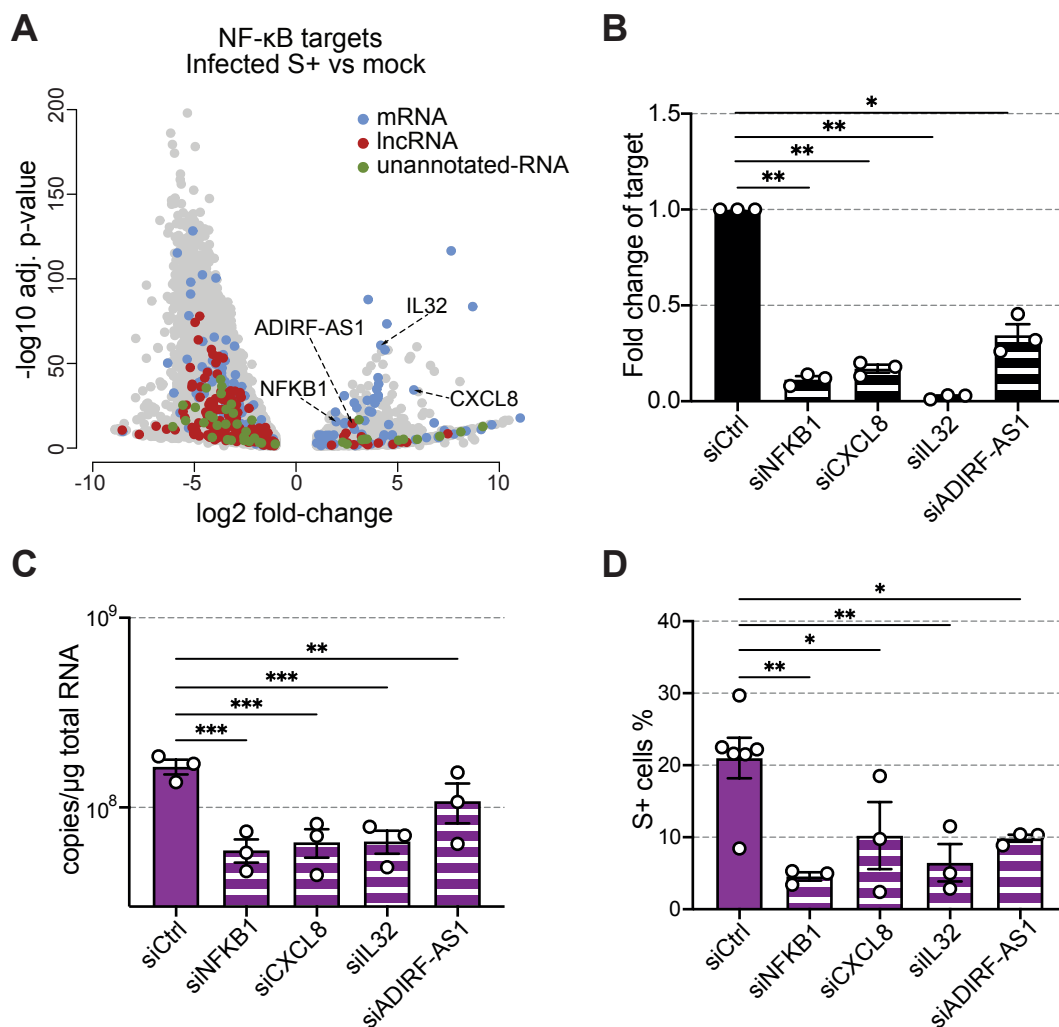 A
NF-κB targets
Infected S+ vs mock
mRNA
lncRNA
unannotated-RNA
IL32
ADIRF-AS1
NFKB1
CXCL8
-log10 adj. p-value
0 50 100 150 200
-10 -5 0 5 10
log2 fold-change
B
Fold change of target
1.5
1.0
0.5
0.0
*
**
**
**
siCtrl
siNFKB1
siCXCL8
siIL32
siADIRF-AS1
C
copies/µg total RNA
10⁹
10⁸
**
***
***
***
siCtrl
siNFKB1
siCXCL8
siIL32
siADIRF-AS1
D
S+ cells %
40
30
20
10
0
*
**
*
**
siCtrl
siNFKB1
siCXCL8
siIL32
siADIRF-AS1